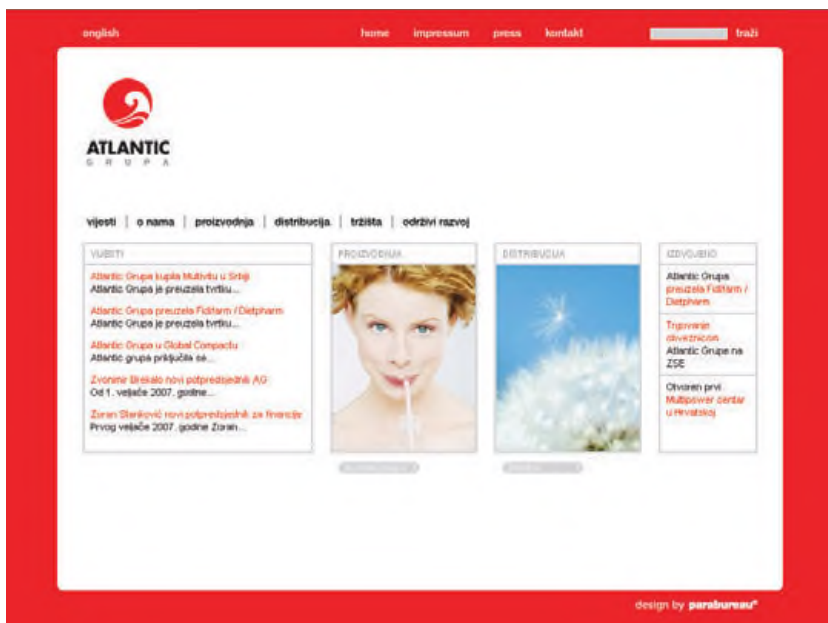 english
home impressum press kontakt
traži
ATLANTIC
GRUPA
vijesti | o nama | proizvodnja | distribucija | tržišta | održivi razvoj
VIJESTI
Atlantic Grupa kupila Multivitu u Srbiji
Atlantic Grupa je preuzela tvrtku...
Atlantic Grupa preuzela Fidifarm / Dietpharm
Atlantic Grupa je preuzela tvrtku...
Atlantic Grupa u Global Compactu
Atlantic grupa priključila se...
Zvonimir Brekalo novi potpredsjednik AG
Od 1. veljače 2007. godine...
Zoran Stanković novi potpredsjednik za financije
Prvog veljače 2007. godine Zoran...
PROIZVODNJA
DISTRIBUCIJA
IZDVOJENO
Atlantic Grupa
preuzela Fidifarm /
Dietpharm
Trgovanje
obveznicom
Atlantic Grupe na
ZSE
Otvoren prvi
Multipower centar
u Hrvatskoj
design by parabureau®